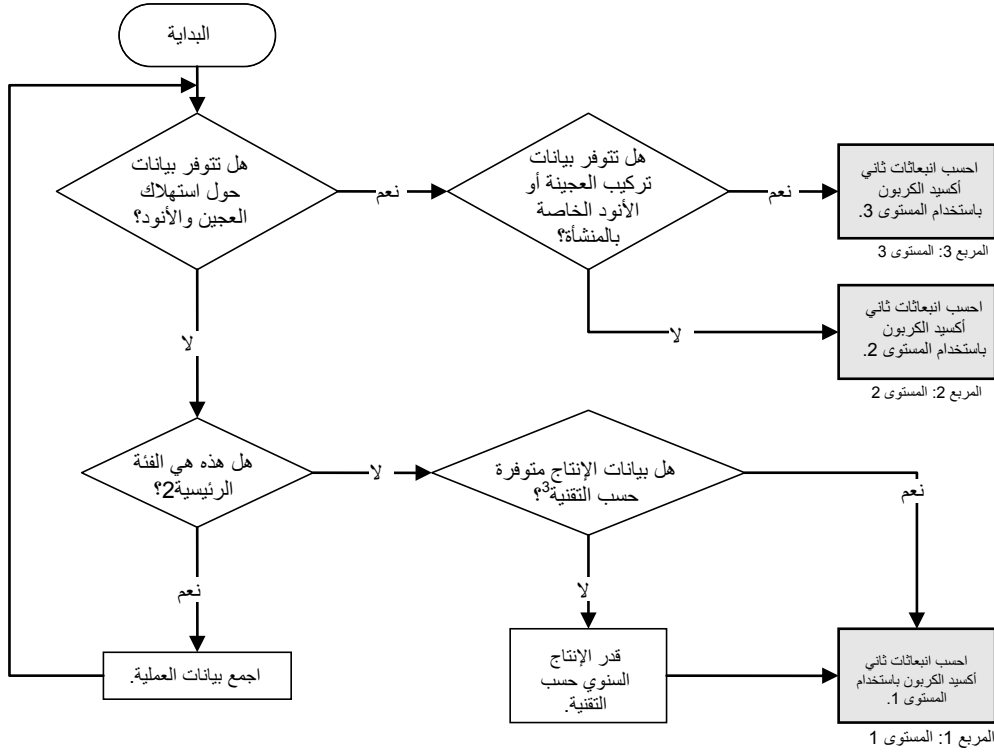 البداية
هل تتوفر بيانات
حول استهلاك
العجين والأنود؟
نعم
هل تتوفر بيانات
تركيب العجينة أو
الأنود الخاصة
بالمنشأة؟
نعم
احسب انبعاثات ثاني
أكسيد الكربون
باستخدام المستوى 3.
المربع 3: المستوى 3
لا
احسب انبعاثات ثاني
أكسيد الكربون
باستخدام المستوى 2.
المربع 2: المستوى 2
لا
هل هذه هي الفئة
الرئيسية2؟
لا
هل بيانات الإنتاج متوفرة
حسب التقنية³؟
نعم
نعم
لا
اجمع بيانات العملية.
قدر الإنتاج
السنوي حسب
التقنية.
احسب انبعاثات ثاني
أكسيد الكربون باستخدام
المستوى 1.
المربع 1: المستوى 1